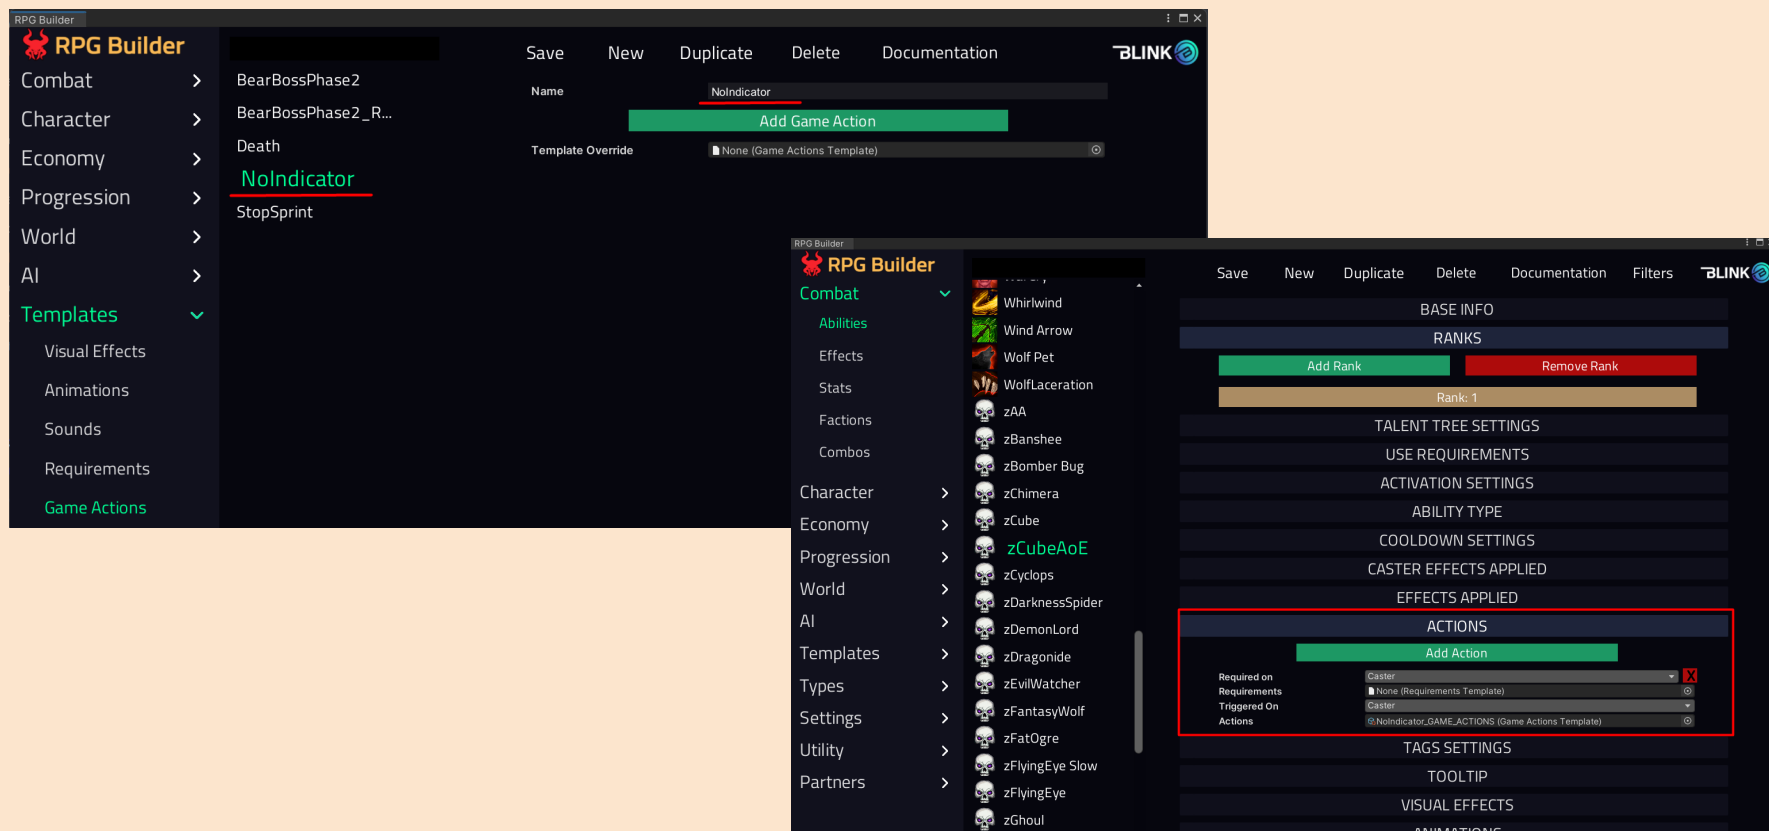 RPG Builder
RPG Builder
Save New Duplicate Delete Documentation
BLINK
Combat
Character
Economy
Progression
World
AI
Templates
Visual Effects
Animations
Sounds
Requirements
Game Actions
BearBossPhase2
BearBossPhase2_R...
Death
NoIndicator
StopSprint
Name NoIndicator
Add Game Action
Template Override None (Game Actions Template)
RPG Builder
RPG Builder
Save New Duplicate Delete Documentation Filters
BLINK
Combat
Abilities
Effects
Stats
Factions
Combos
Character
Economy
Progression
World
AI
Templates
Types
Settings
Utility
Partners
Whirlwind
Wind Arrow
Wolf Pet
WolfLaceration
zAA
zBanshee
zBomber Bug
zChimera
zCube
zCubeAoE
zCyclops
zDarknessSpider
zDemonLord
zDragonide
zEvilWatcher
zFantasyWolf
zFatOgre
zFlyingEye Slow
zFlyingEye
zGhoul
BASE INFO
RANKS
Add Rank Remove Rank
Rank: 1
TALENT TREE SETTINGS
USE REQUIREMENTS
ACTIVATION SETTINGS
ABILITY TYPE
COOLDOWN SETTINGS
CASTER EFFECTS APPLIED
EFFECTS APPLIED
ACTIONS
Add Action
Required on Caster X
Requirements None (Requirements Template)
Triggered On Caster
Actions NoIndicator_GAME_ACTIONS (Game Actions Template)
TAGS SETTINGS
TOOLTIP
VISUAL EFFECTS